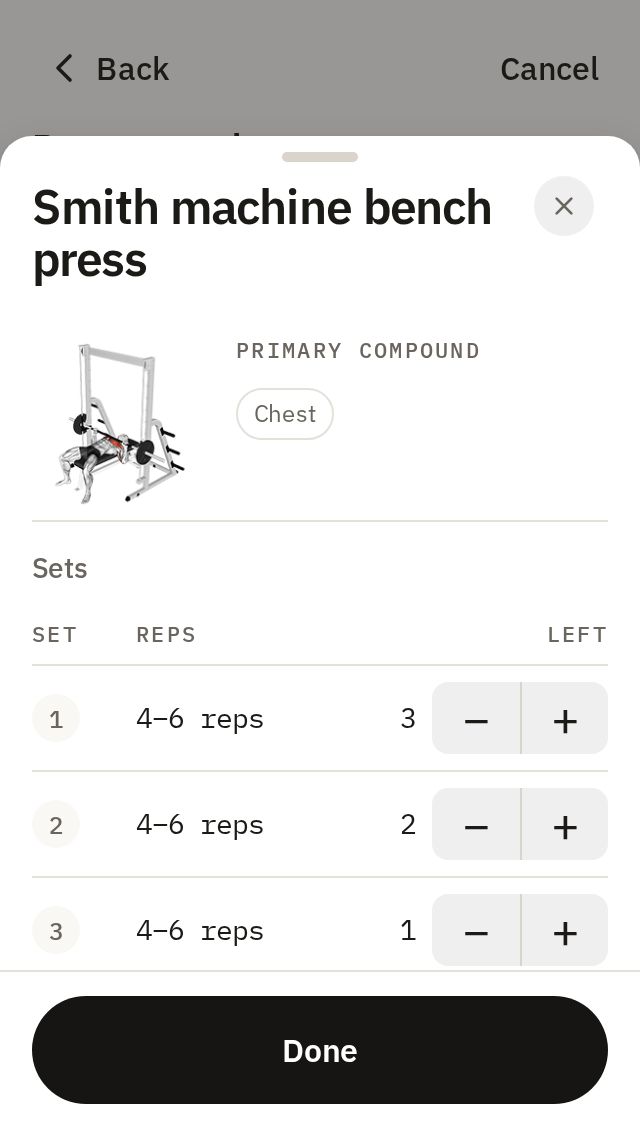 Back
Cancel
Smith machine bench
press
PRIMARY COMPOUND
Chest
Sets
SET REPS LEFT
1 4–6 reps 3 − +
2 4–6 reps 2 − +
3 4–6 reps 1 − +
Done